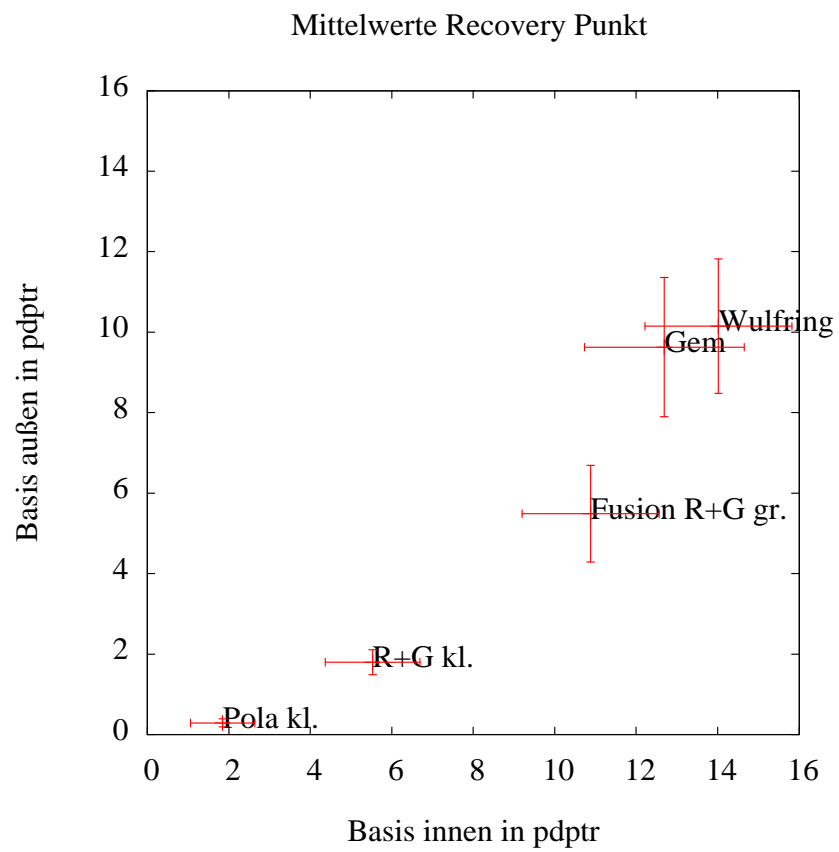 Mittelwerte Recovery Punkt
16
14
12
10
8
6
4
2
0
Basis außen in pdptr
Wulfring
Gem
Fusion R+G gr.
R+G kl.
Pola kl.
0 2 4 6 8 10 12 14 16
Basis innen in pdptr